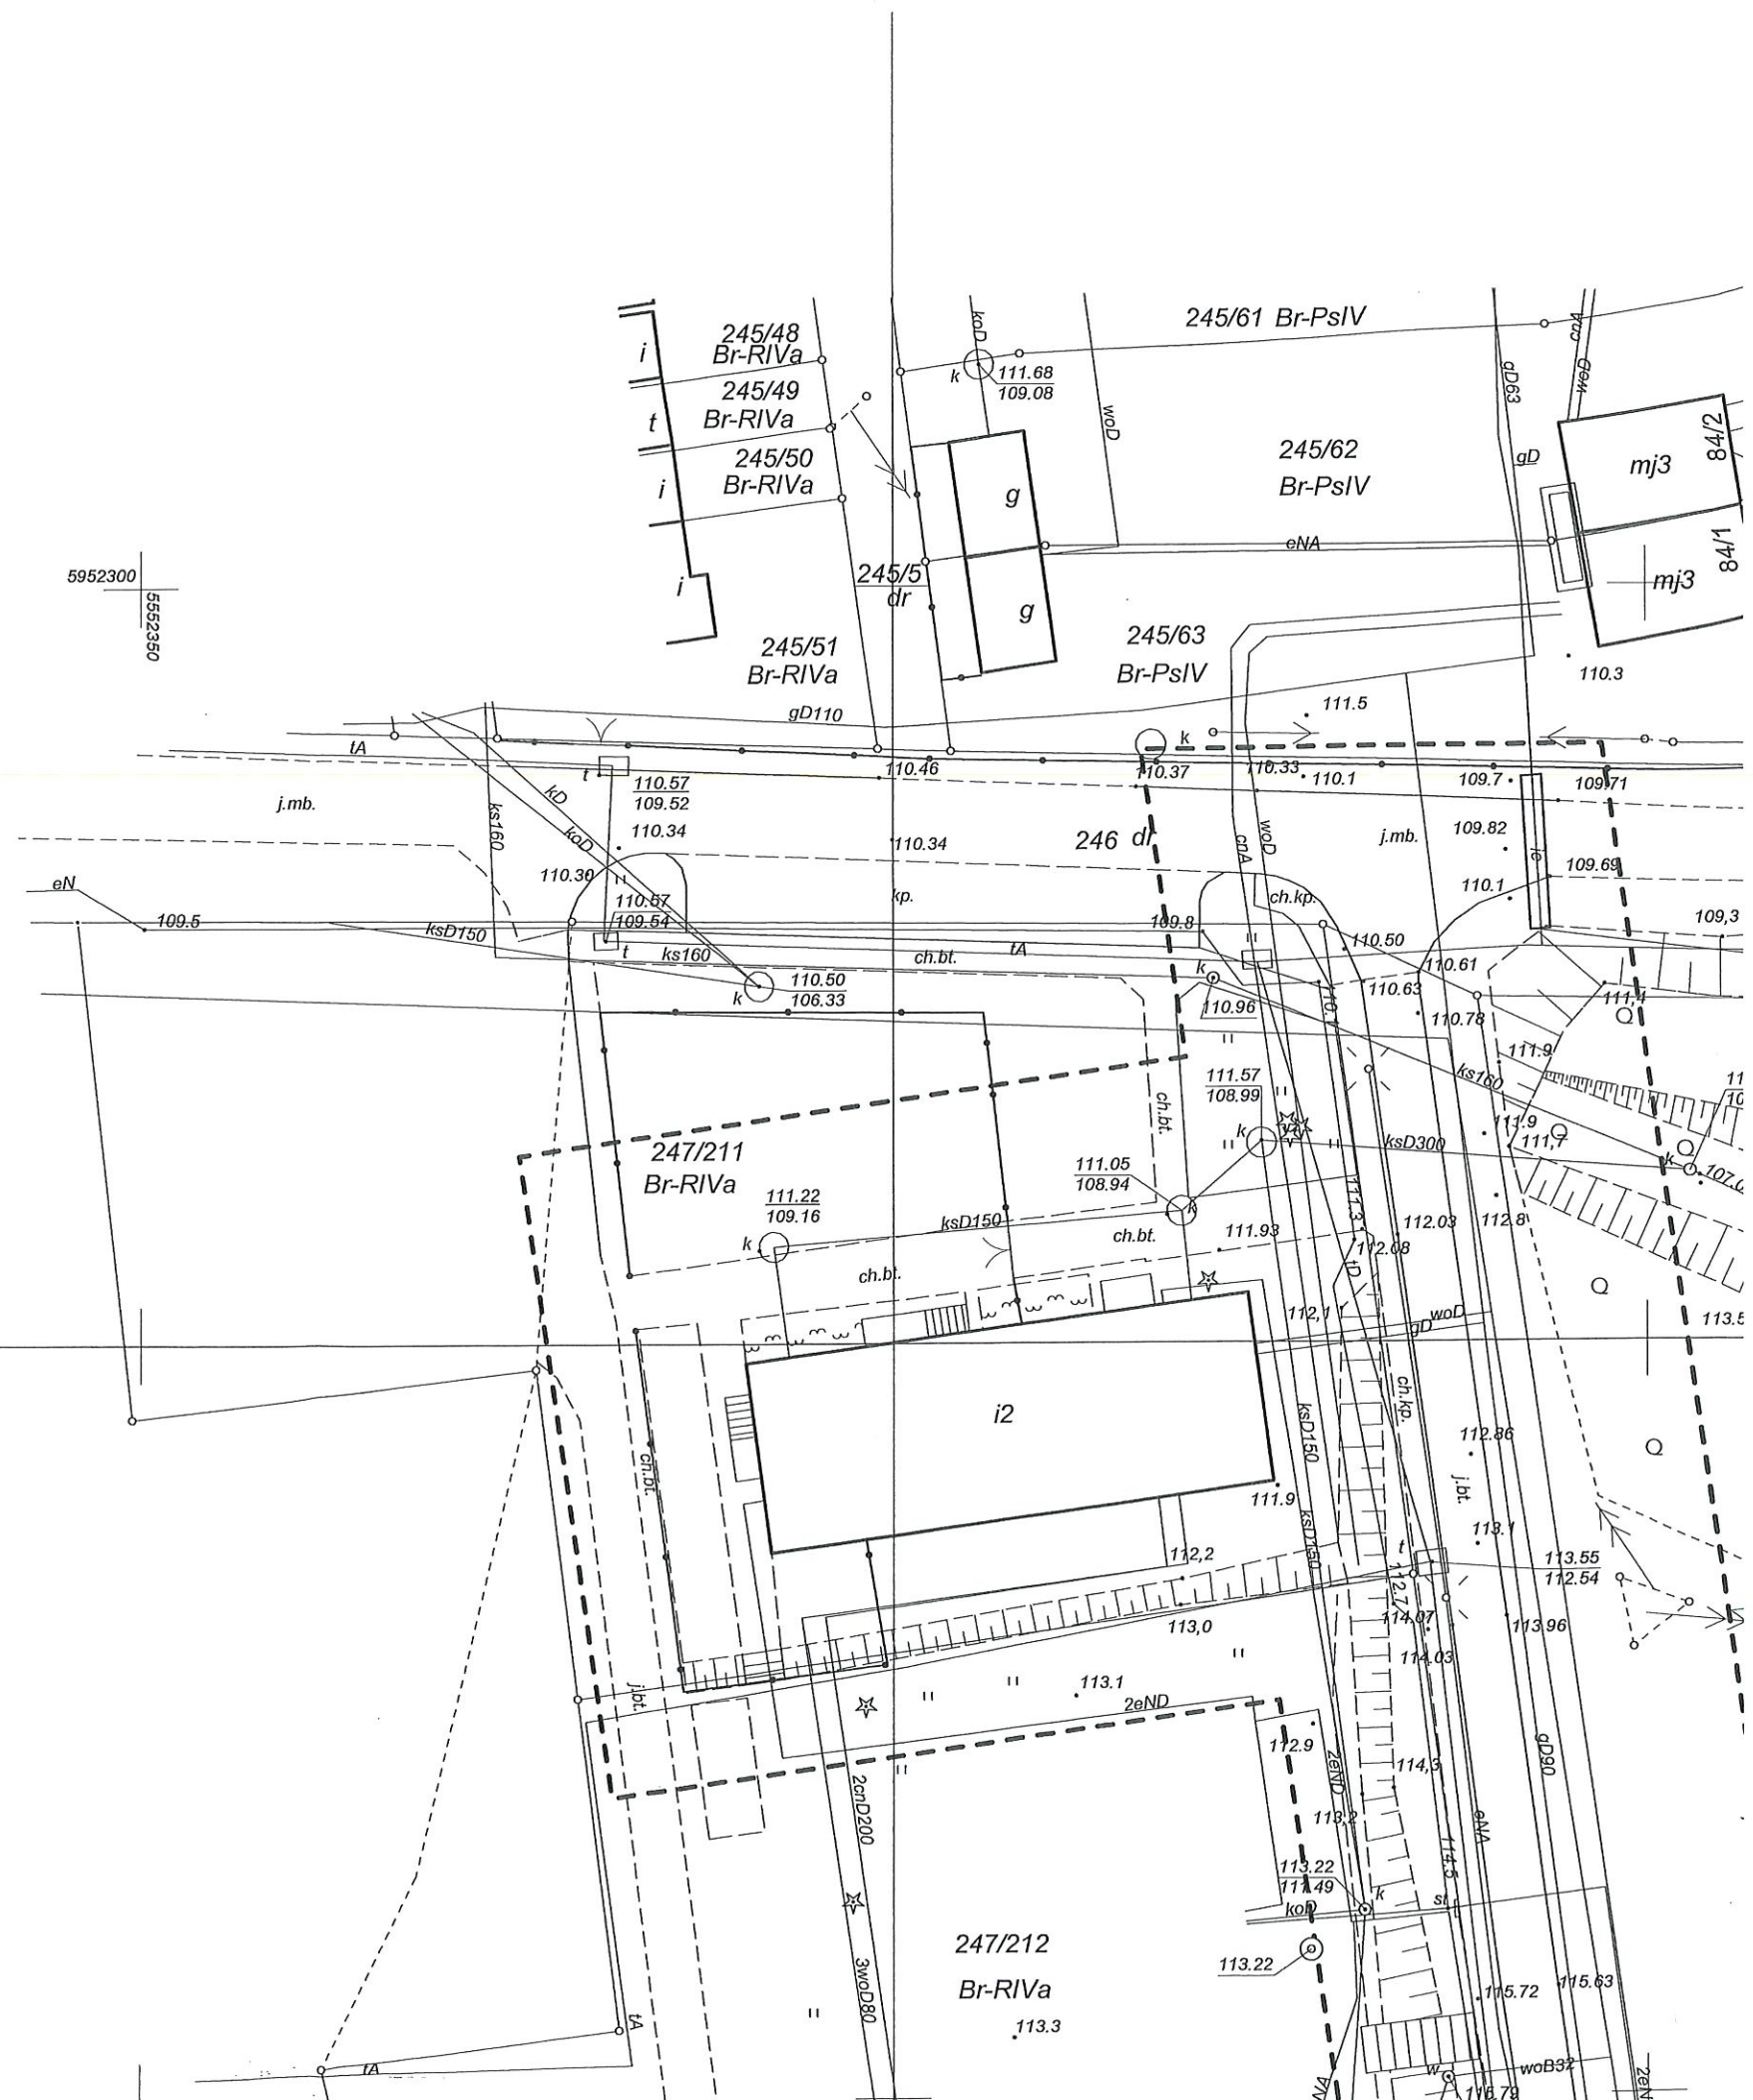 245/48
Br-RIVa
i
245/49
Br-RIVa
t
245/50
Br-RIVa
i
i
koD
k
111.68
109.08
245/61 Br-PsIV
cnA
woD
gD63
woD
gD
245/62
Br-PsIV
mj3
84/2
mj3
84/1
g
g
eNA
5952300
5552350
245/5
dr
245/51
Br-RIVa
245/63
Br-PsIV
110.3
111.5
gD110
k
tA
t
110.57
109.52
110.46
110.37
110.33
110.1
109.7
109.71
j.mb.
kD
koD
ks160
110.34
110.34
246 dr
cnA
woD
j.mb.
109.82
109.69
110.30
110.57
109.54
kp.
ch.kp.
110.1
109,3
eN
109.5
ksD150
t
ks160
ch.bt.
tA
109.8
110.50
k
110.50
106.33
k
110.96
110.61
110.63
110.78
111,4
Q
111.9
ks160
111.57
108.99
k
ch.bt.
ksD300
111.9
111,7
Q
Q
k
107.0
247/211
Br-RIVa
111.22
109.16
k
111.05
108.94
k
ksD150
ch.bt.
111.93
111.3
112.03
112.08
112.8
ch.bt.
tD
Q
112,1
gD
woD
113.5
i2
ch.bt.
ksD150
ch.kp.
112.86
Q
j.bt.
111.9
ksD150
113.1
112,2
t
113.55
112.54
112.7
113,0
114.07
113.96
114.03
j.bt.
113.1
2eND
112.9
2eND
114,3
gD90
2cnD200
113,2
eNA
114.5
113.22
111.49
k
koD
st
247/212
Br-RIVa
113.22
3woD80
115.72
115.63
113.3
tA
tA
w
woB32
115.79